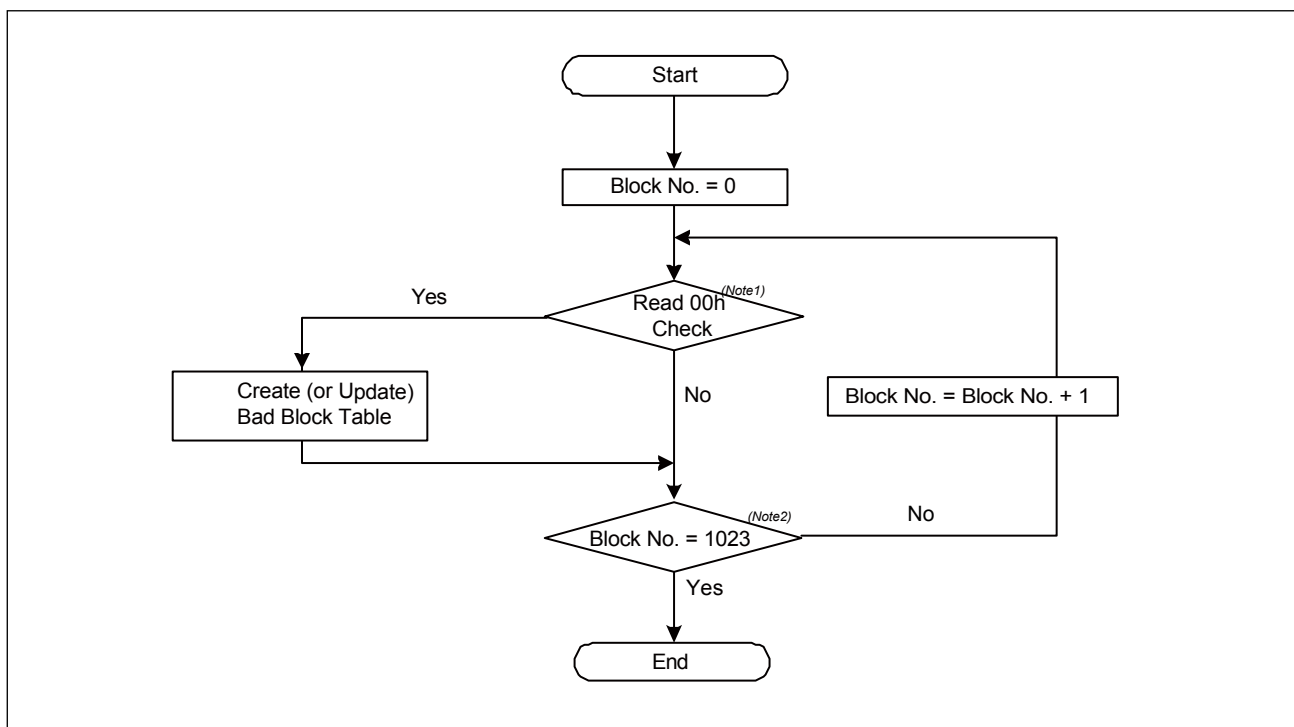 Start
Block No. = 0
(Note1)
Yes
Read 00h
Check
Create (or Update)
Bad Block Table
No
Block No. = Block No. + 1
(Note2)
No
Block No. = 1023
Yes
End